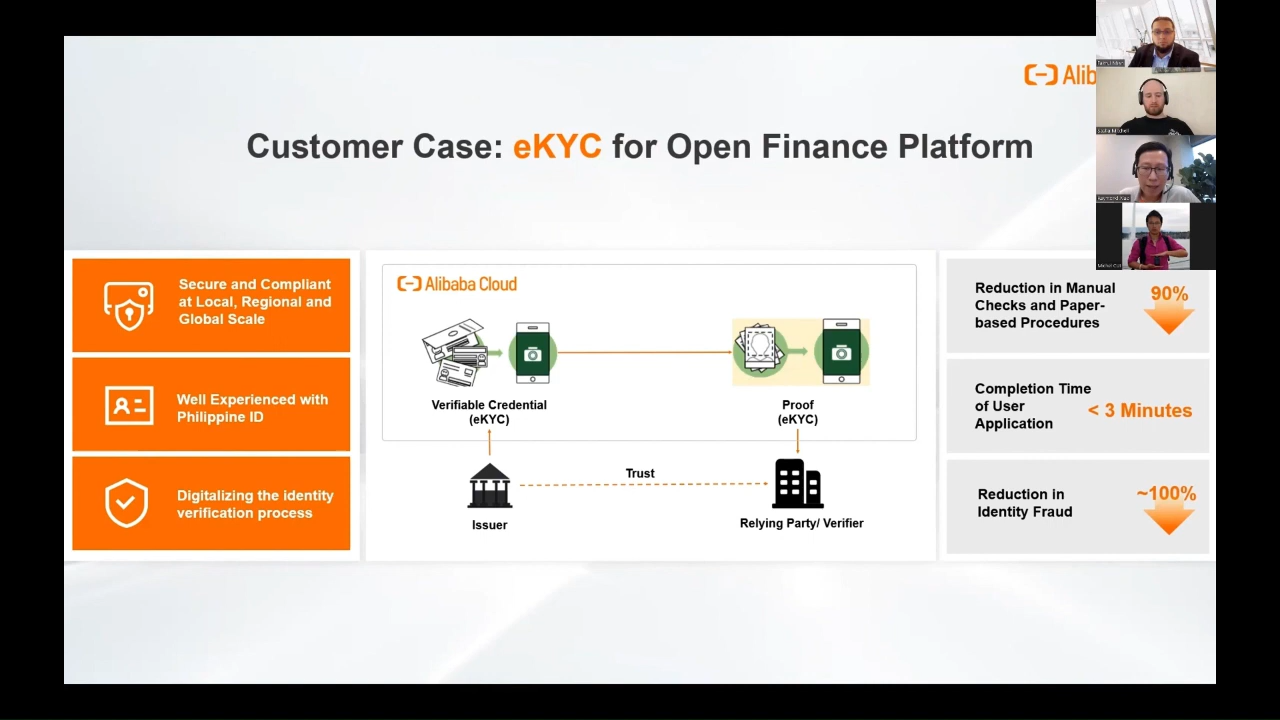 Alib
Customer Case: eKYC for Open Finance Platform
Secure and Compliant
at Local, Regional and
Global Scale
Well Experienced with
Philippine ID
Digitalizing the identity
verification process
Alibaba Cloud
Verifiable Credential
(eKYC)
Proof
(eKYC)
Trust
Issuer
Relying Party/ Verifier
Reduction in Manual
Checks and Paper-
based Procedures
90%
Completion Time
of User
Application
< 3 Minutes
Reduction in
Identity Fraud
~100%
Sasha Mitchell